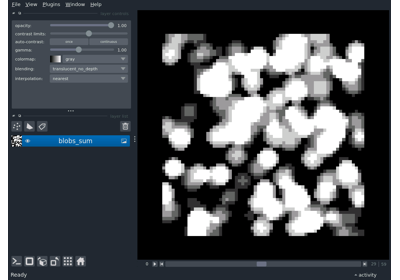 File View Plugins Window Help
opacity: 1.00
contrast limits:
auto-contrast: once continuous
gamma: 1.00
colormap: gray
blending: translucent_no_depth
interpolation: nearest
blobs_sum
Ready
activity